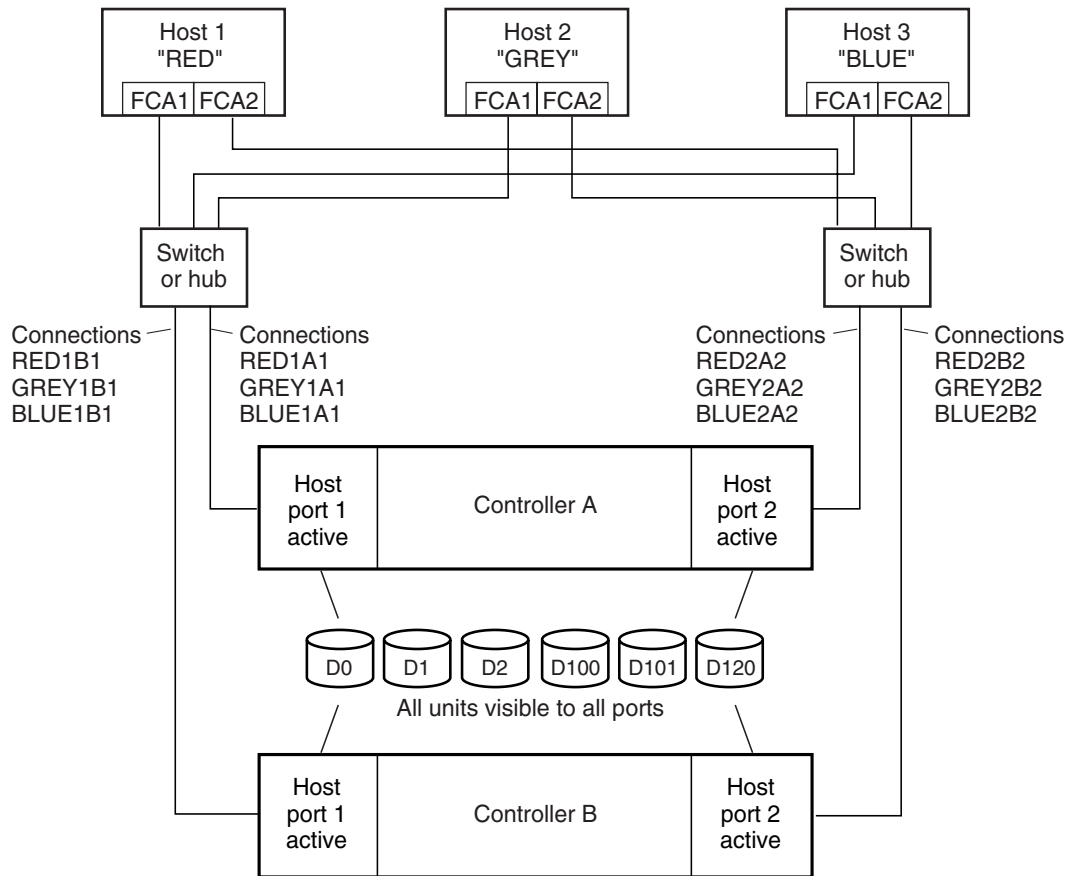 Host 1
"RED"
FCA1 FCA2
Host 2
"GREY"
FCA1 FCA2
Host 3
"BLUE"
FCA1 FCA2
Switch
or hub
Switch
or hub
Connections
RED1B1
GREY1B1
BLUE1B1
Connections
RED1A1
GREY1A1
BLUE1A1
Connections
RED2A2
GREY2A2
BLUE2A2
Connections
RED2B2
GREY2B2
BLUE2B2
Host
port 1
active
Controller A
Host
port 2
active
D0 D1 D2 D100 D101 D120
All units visible to all ports
Host
port 1
active
Controller B
Host
port 2
active